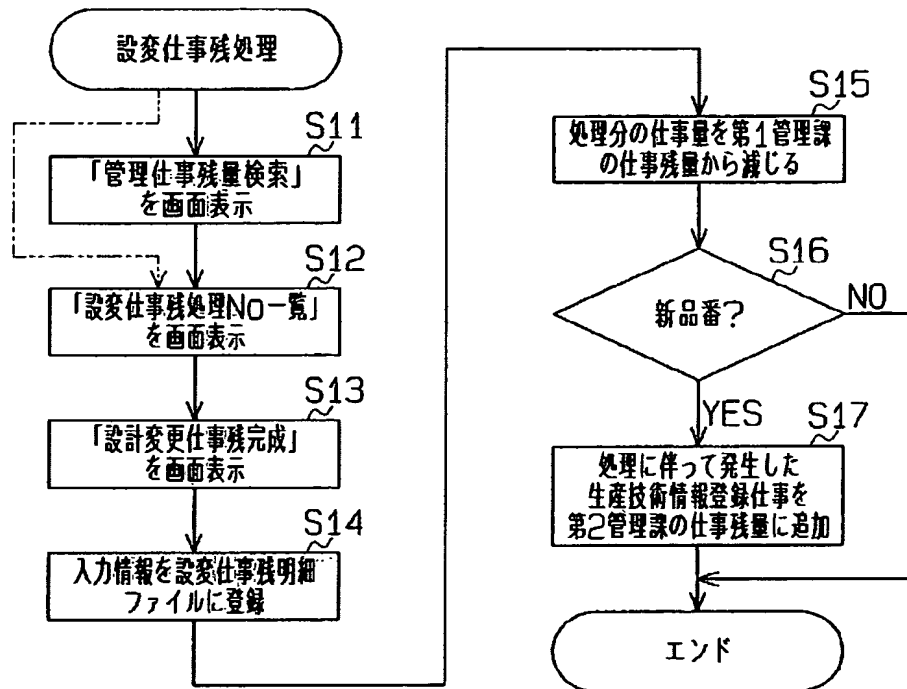 設変仕事残処理
S11
「管理仕事残量検索」
を画面表示
S12
「設変仕事残処理NO一覧」
を画面表示
S13
「設計変更仕事残完成」
を画面表示
S14
入力情報を設変仕事残明細
ファイルに登録
S15
処理分の仕事量を第1管理課
の仕事残量から減じる
S16
新品番?
NO
YES
S17
処理に伴って発生した
生産技術情報登録仕事を
第2管理課の仕事残量に追加
エンド